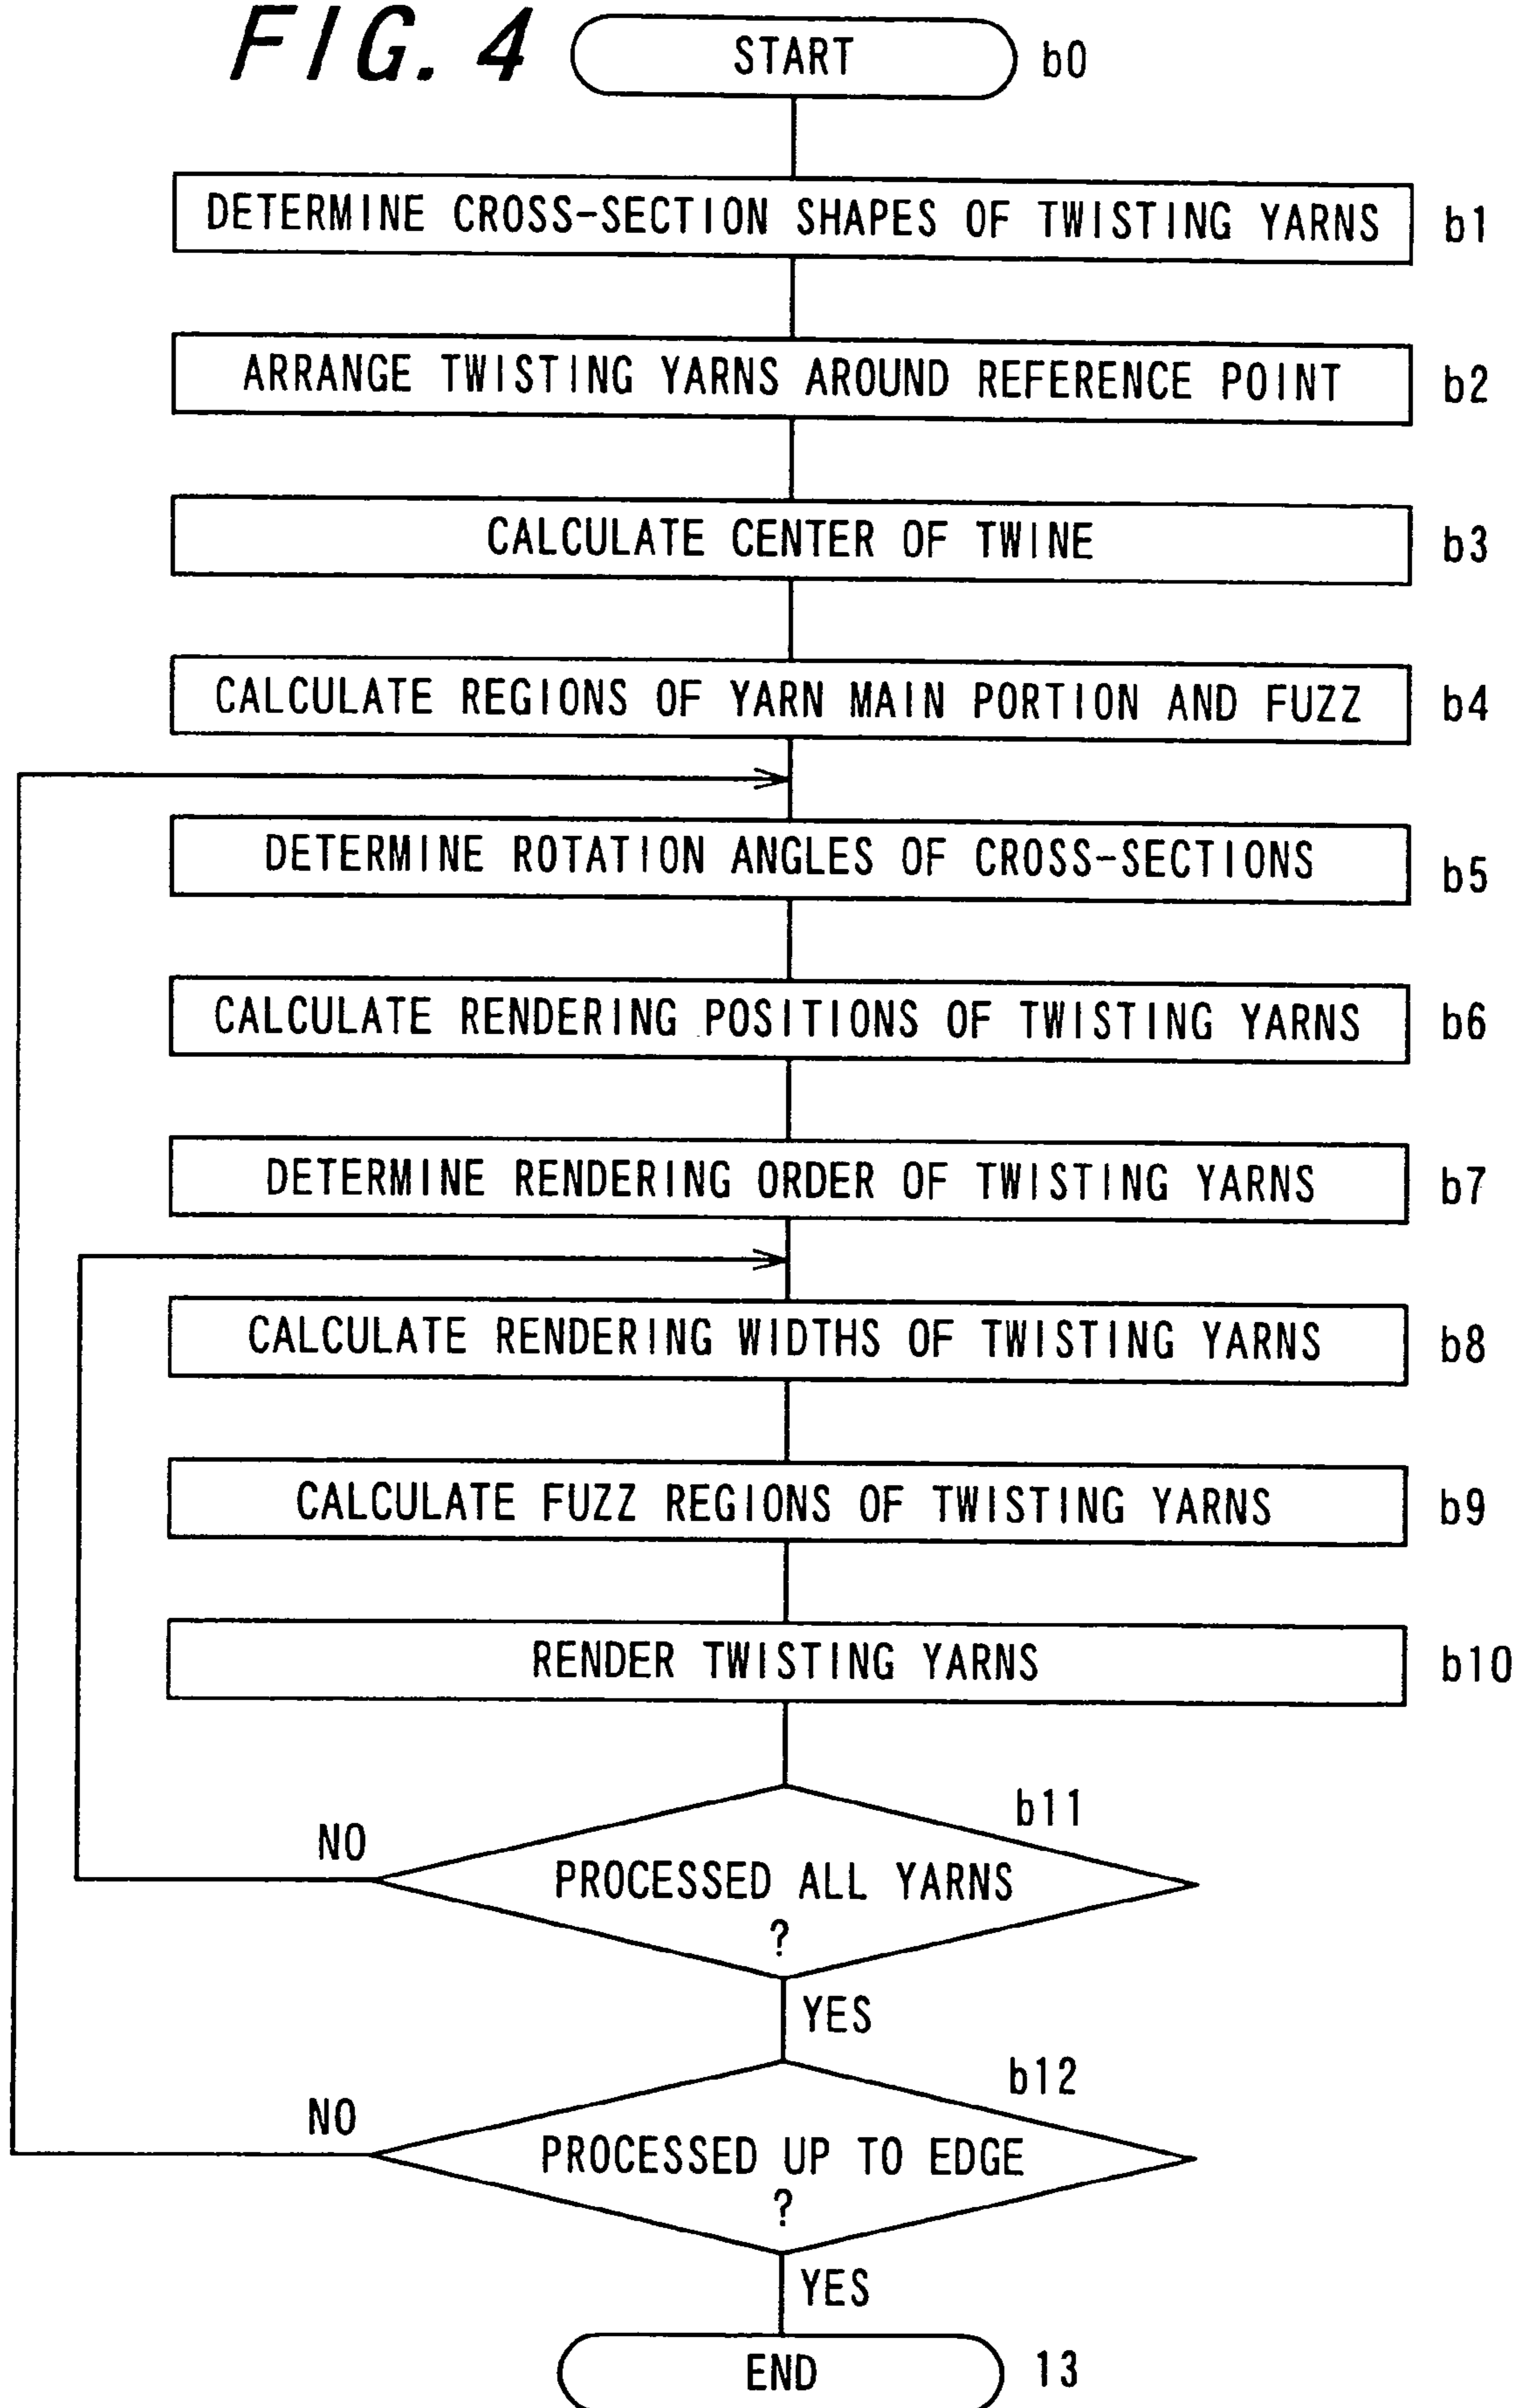 FIG. 4
START b0
DETERMINE CROSS-SECTION SHAPES OF TWISTING YARNS b1
ARRANGE TWISTING YARNS AROUND REFERENCE POINT b2
CALCULATE CENTER OF TWINE b3
CALCULATE REGIONS OF YARN MAIN PORTION AND FUZZ b4
DETERMINE ROTATION ANGLES OF CROSS-SECTIONS b5
CALCULATE RENDERING POSITIONS OF TWISTING YARNS b6
DETERMINE RENDERING ORDER OF TWISTING YARNS b7
CALCULATE RENDERING WIDTHS OF TWISTING YARNS b8
CALCULATE FUZZ REGIONS OF TWISTING YARNS b9
RENDER TWISTING YARNS b10
b11
NO
PROCESSED ALL YARNS
?
YES
b12
NO
PROCESSED UP TO EDGE
?
YES
END 13